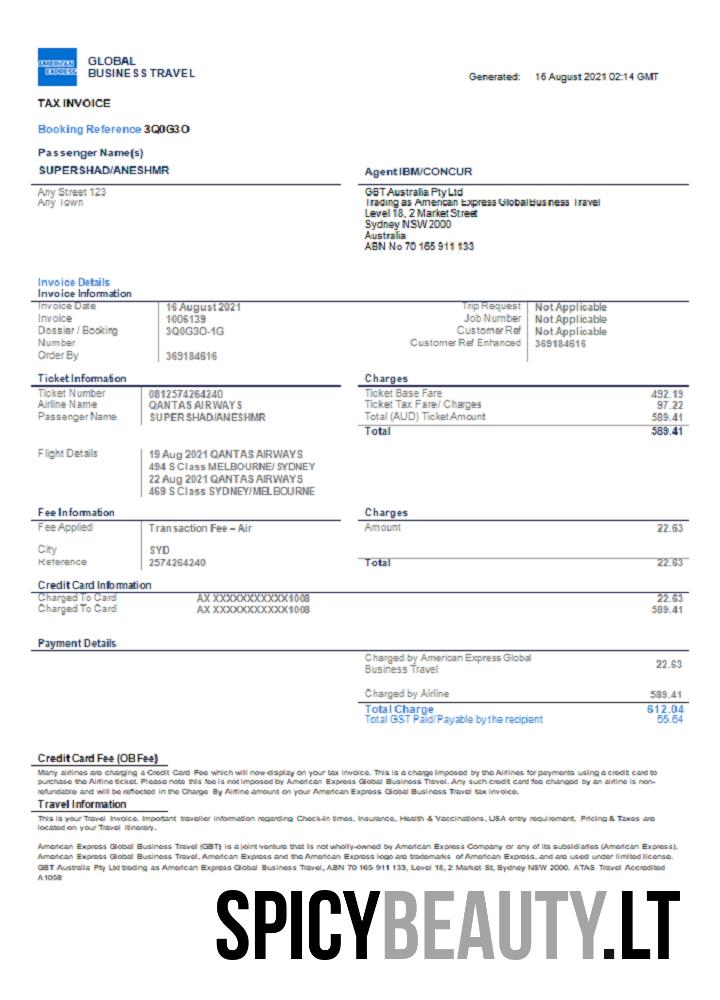 AMERICAN
EXPRESS
GLOBAL
BUSINESS TRAVEL
Generated: 16 August 2021 02:14 GMT
TAX INVOICE
Booking Reference 3Q0G3O
Passenger Name(s)
SUPERSHAD/ANESHMR
Agent IBM/CONCUR
Any Street 123
Any Town
GBT Australia Pty Ltd
Trading as American Express Global Business Travel
Level 18, 2 Market Street
Sydney NSW 2000
Australia
ABN No 70 165 911 133
Invoice Details
Invoice Information
Invoice Date 16 August 2021
Invoice 1006139
Dossier / Booking 3Q0G3O-1G
Number
Order By 369184616
Trip Request Not Applicable
Job Number Not Applicable
Customer Ref Not Applicable
Customer Ref Enhanced 369184616
Ticket Information
Ticket Number 0812574264240
Airline Name QANTAS AIRWAYS
Passenger Name SUPERSHAD/ANESHMR
Charges
Ticket Base Fare 492.19
Ticket Tax Fare/ Charges 97.22
Total (AUD) Ticket Amount 589.41
Total 589.41
Flight Details 19 Aug 2021 QANTAS AIRWAYS
494 S Class MELBOURNE/SYDNEY
22 Aug 2021 QANTAS AIRWAYS
469 S Class SYDNEY/MELBOURNE
Fee Information
Fee Applied Transaction Fee – Air
City SYD
Reference 2574264240
Charges
Amount 22.63
Total 22.63
Credit Card Information
Charged To Card AX XXXXXXXXXXX1008 22.63
Charged To Card AX XXXXXXXXXXX1008 589.41
Payment Details
Charged by American Express Global
Business Travel 22.63
Charged by Airline 589.41
Total Charge 612.04
Total GST Paid/Payable by the recipient 55.64
Credit Card Fee (OB Fee)
Many airlines are charging a Credit Card Fee which will now display on your tax invoice. This is a charge imposed by the Airlines for payments using a credit card to
purchase the Airline ticket. Please note this fee is not imposed by American Express Global Business Travel. Any such credit card fee changed by an airline is non-
refundable and will be reflected in the Charge By Airline amount on your American Express Global Business Travel tax invoice.
Travel Information
This is your Travel Invoice. Important traveller information regarding Check-in times, Insurance, Health & Vaccinations, USA entry requirement, Pricing & Taxes are
located on your Travel Itinerary.
American Express Global Business Travel (GBT) is a joint venture that is not wholly-owned by American Express Company or any of its subsidiaries (American Express).
American Express Global Business Travel, American Express and the American Express logo are trademarks of American Express, and are used under limited license.
GBT Australia Pty Ltd trading as American Express Global Business Travel, ABN 70 165 911 133, Level 18, 2 Market St, Sydney NSW 2000. ATAS Travel Accredited
A1058
SPICYBEAUTY.LT